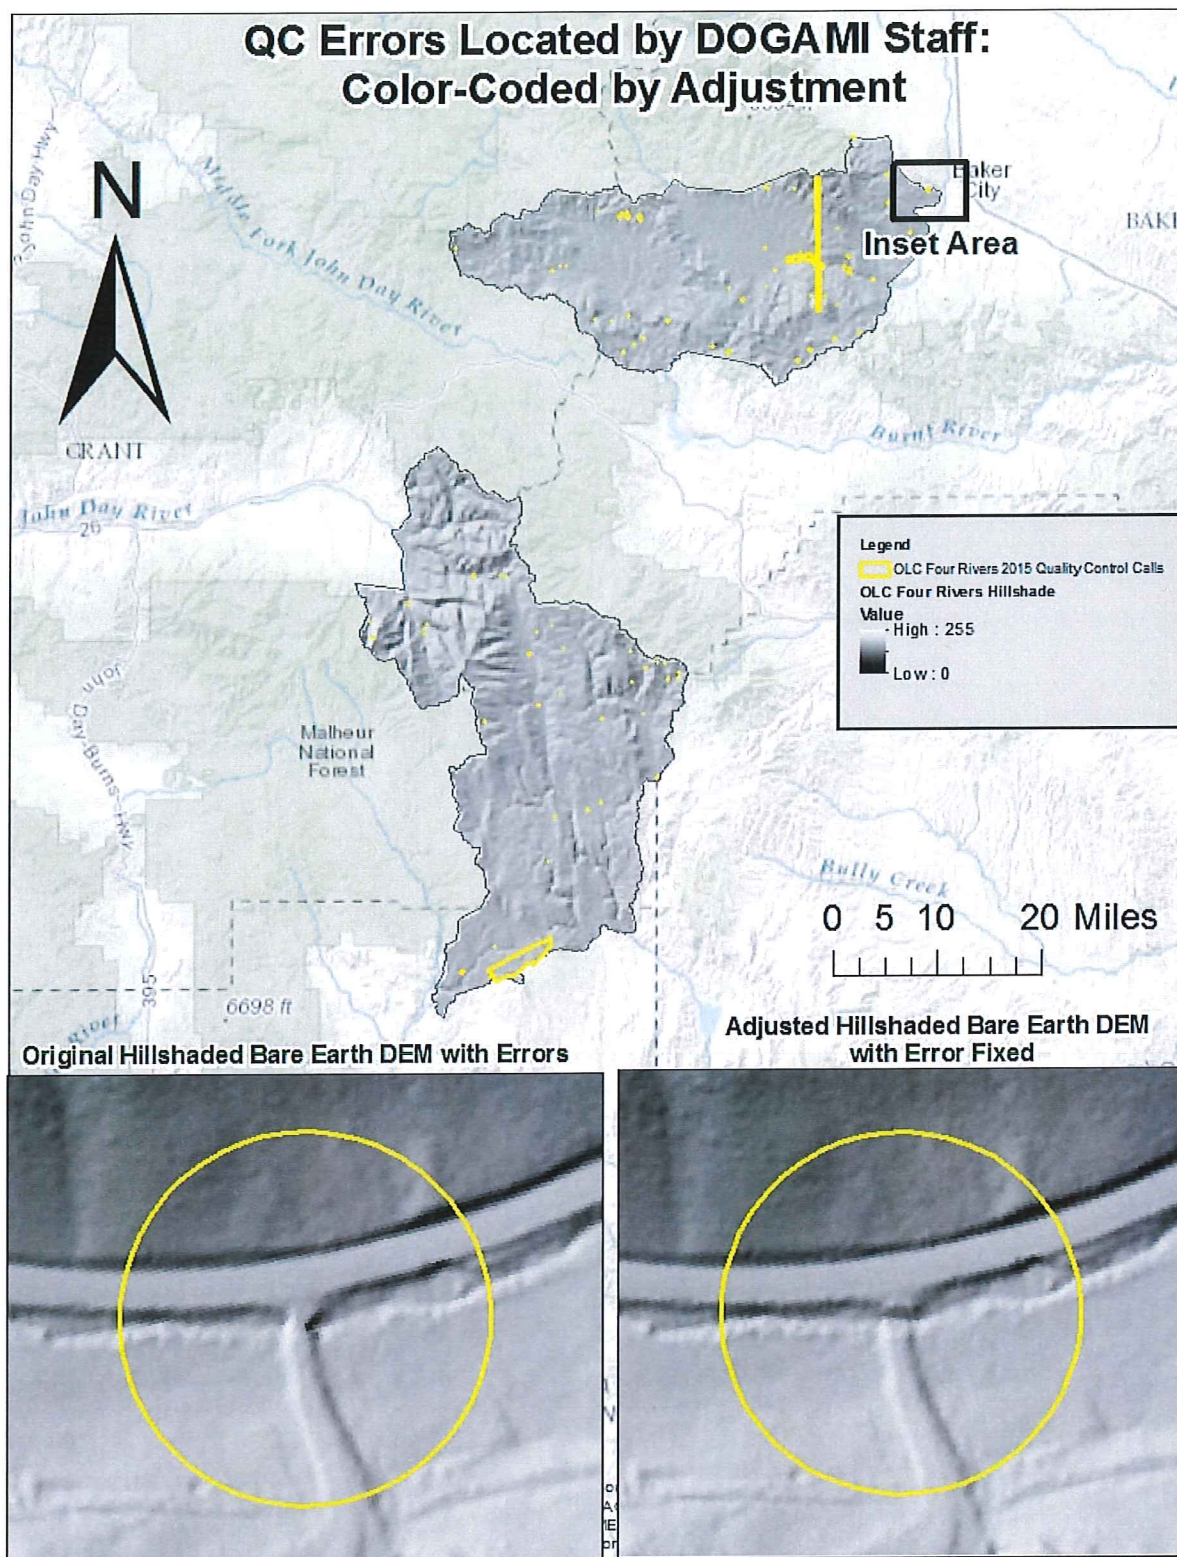 QC Errors Located by DOGAMI Staff:
Color-Coded by Adjustment
N
Middle Fork John Day River
Baker
City
Inset Area
GRANT
John Day River
26
Burnt River
Legend
OLC Four Rivers 2015 Quality Control Calls
OLC Four Rivers Hillshade
Value
High : 255
Low : 0
John Day-Burns-Hwy
Malheur
National
Forest
Bully Creek
0 5 10 20 Miles
395
6698 ft
River
Original Hillshaded Bare Earth DEM with Errors
Adjusted Hillshaded Bare Earth DEM
with Error Fixed